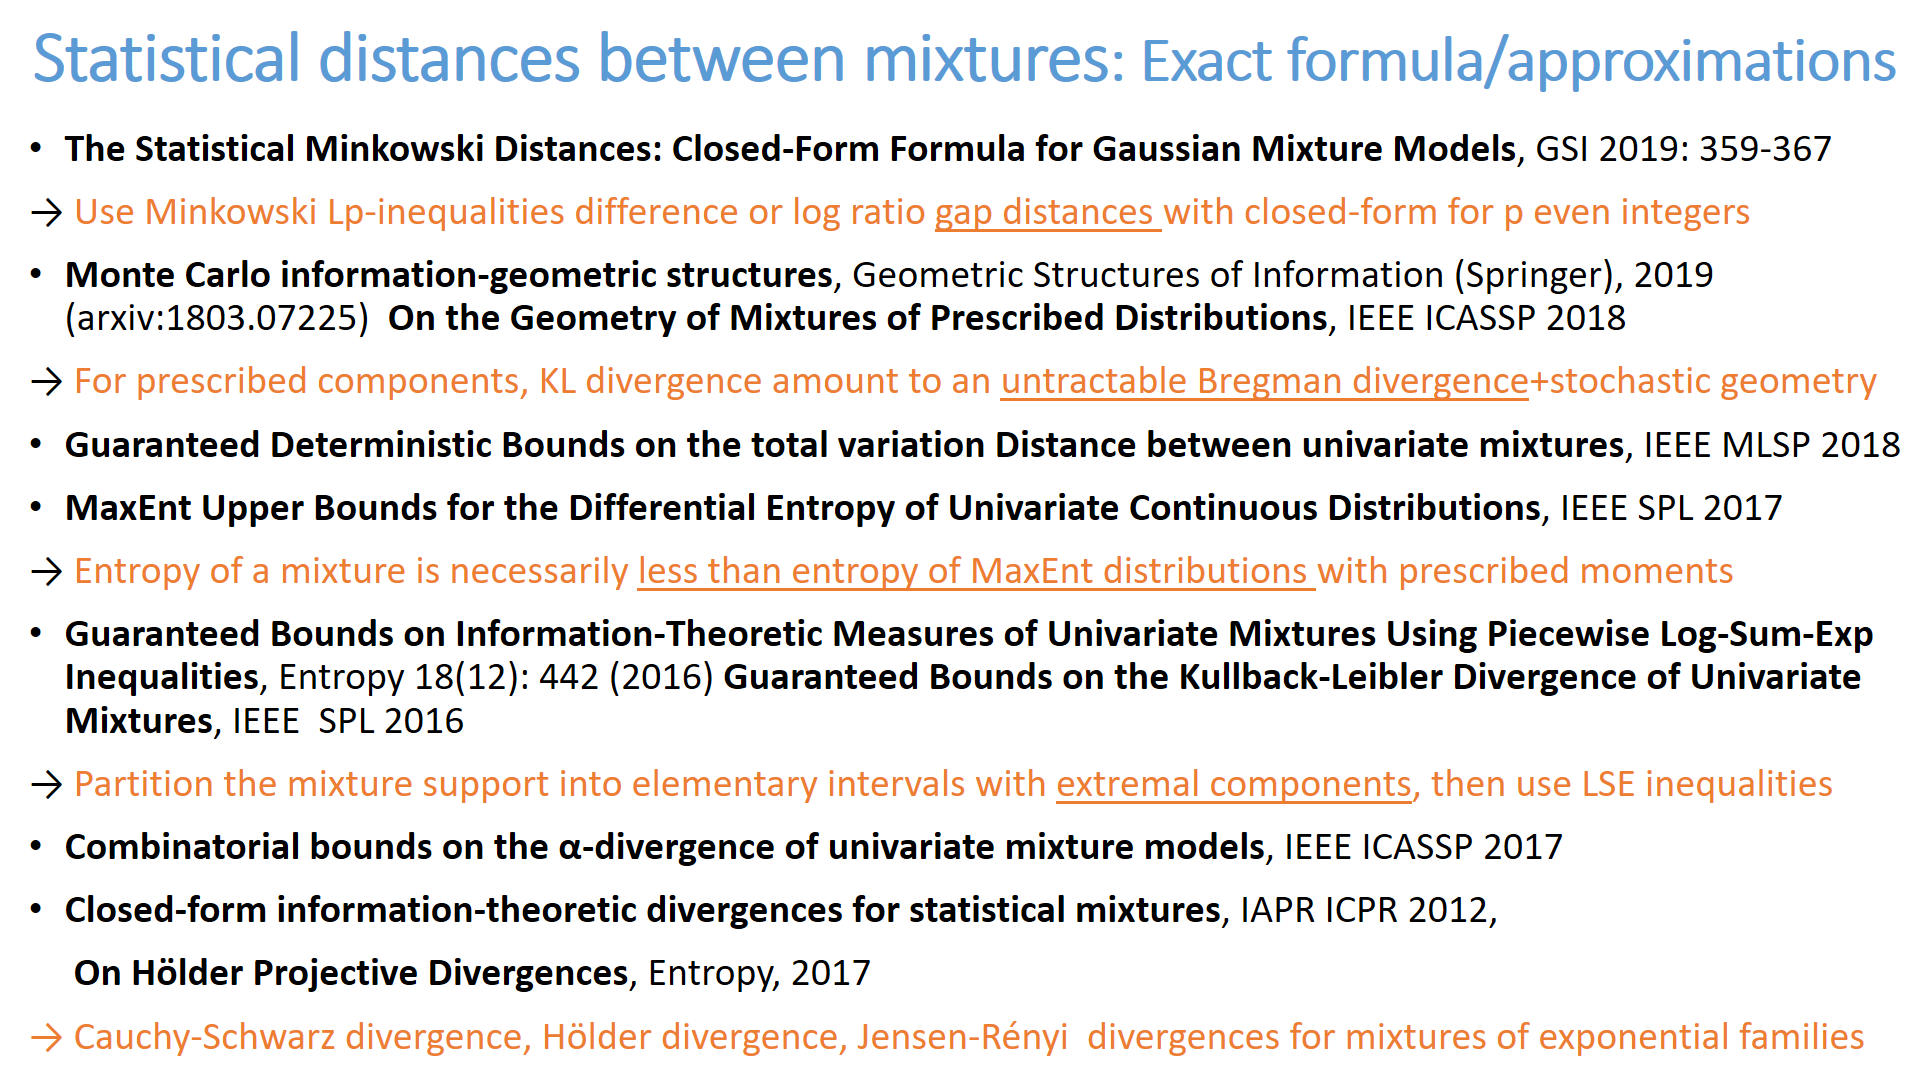 Statistical distances between mixtures: Exact formula/approximations
• The Statistical Minkowski Distances: Closed-Form Formula for Gaussian Mixture Models, GSI 2019: 359-367
→ Use Minkowski Lp-inequalities difference or log ratio gap distances with closed-form for p even integers
• Monte Carlo information-geometric structures, Geometric Structures of Information (Springer), 2019
(arxiv:1803.07225) On the Geometry of Mixtures of Prescribed Distributions, IEEE ICASSP 2018
→ For prescribed components, KL divergence amount to an untractable Bregman divergence+stochastic geometry
• Guaranteed Deterministic Bounds on the total variation Distance between univariate mixtures, IEEE MLSP 2018
• MaxEnt Upper Bounds for the Differential Entropy of Univariate Continuous Distributions, IEEE SPL 2017
→ Entropy of a mixture is necessarily less than entropy of MaxEnt distributions with prescribed moments
• Guaranteed Bounds on Information-Theoretic Measures of Univariate Mixtures Using Piecewise Log-Sum-Exp
Inequalities, Entropy 18(12): 442 (2016) Guaranteed Bounds on the Kullback-Leibler Divergence of Univariate
Mixtures, IEEE SPL 2016
→ Partition the mixture support into elementary intervals with extremal components, then use LSE inequalities
• Combinatorial bounds on the α-divergence of univariate mixture models, IEEE ICASSP 2017
• Closed-form information-theoretic divergences for statistical mixtures, IAPR ICPR 2012,
On Hölder Projective Divergences, Entropy, 2017
→ Cauchy-Schwarz divergence, Hölder divergence, Jensen-Rényi divergences for mixtures of exponential families